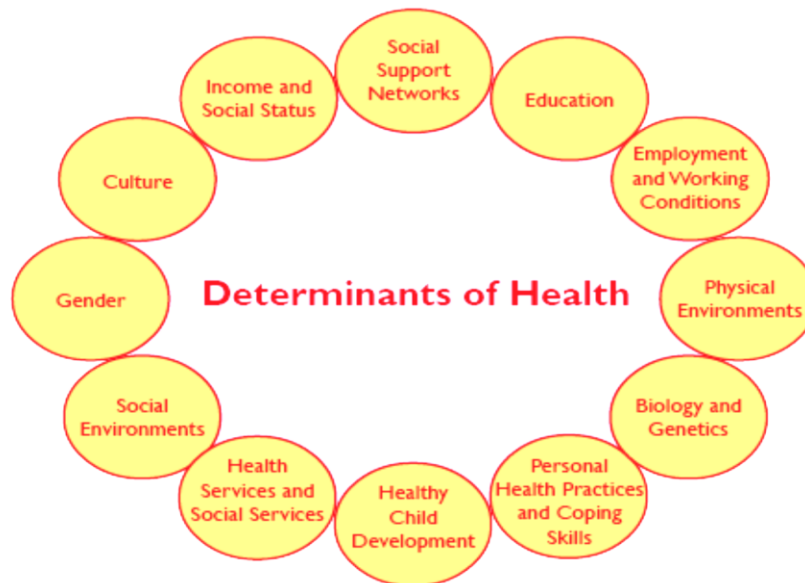 Social
Support
Networks
Education
Employment
and Working
Conditions
Physical
Environments
Biology and
Genetics
Personal
Health Practices
and Coping
Skills
Healthy
Child
Development
Health
Services and
Social Services
Social
Environments
Gender
Culture
Income and
Social Status
Determinants of Health